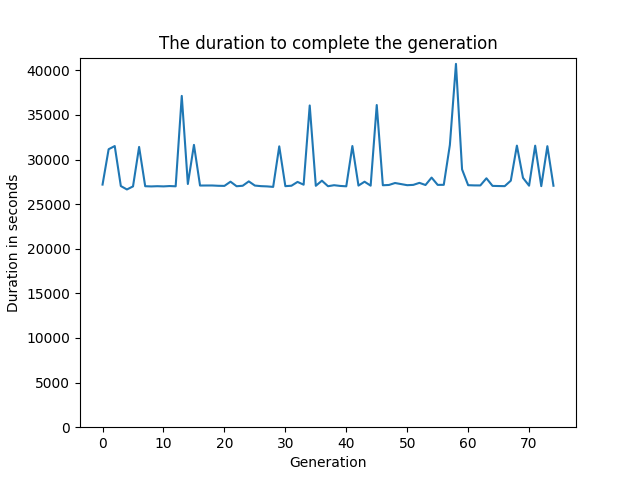 The duration to complete the generation
40000
35000
30000
25000
20000
15000
10000
5000
0
Duration in seconds
0 10 20 30 40 50 60 70
Generation